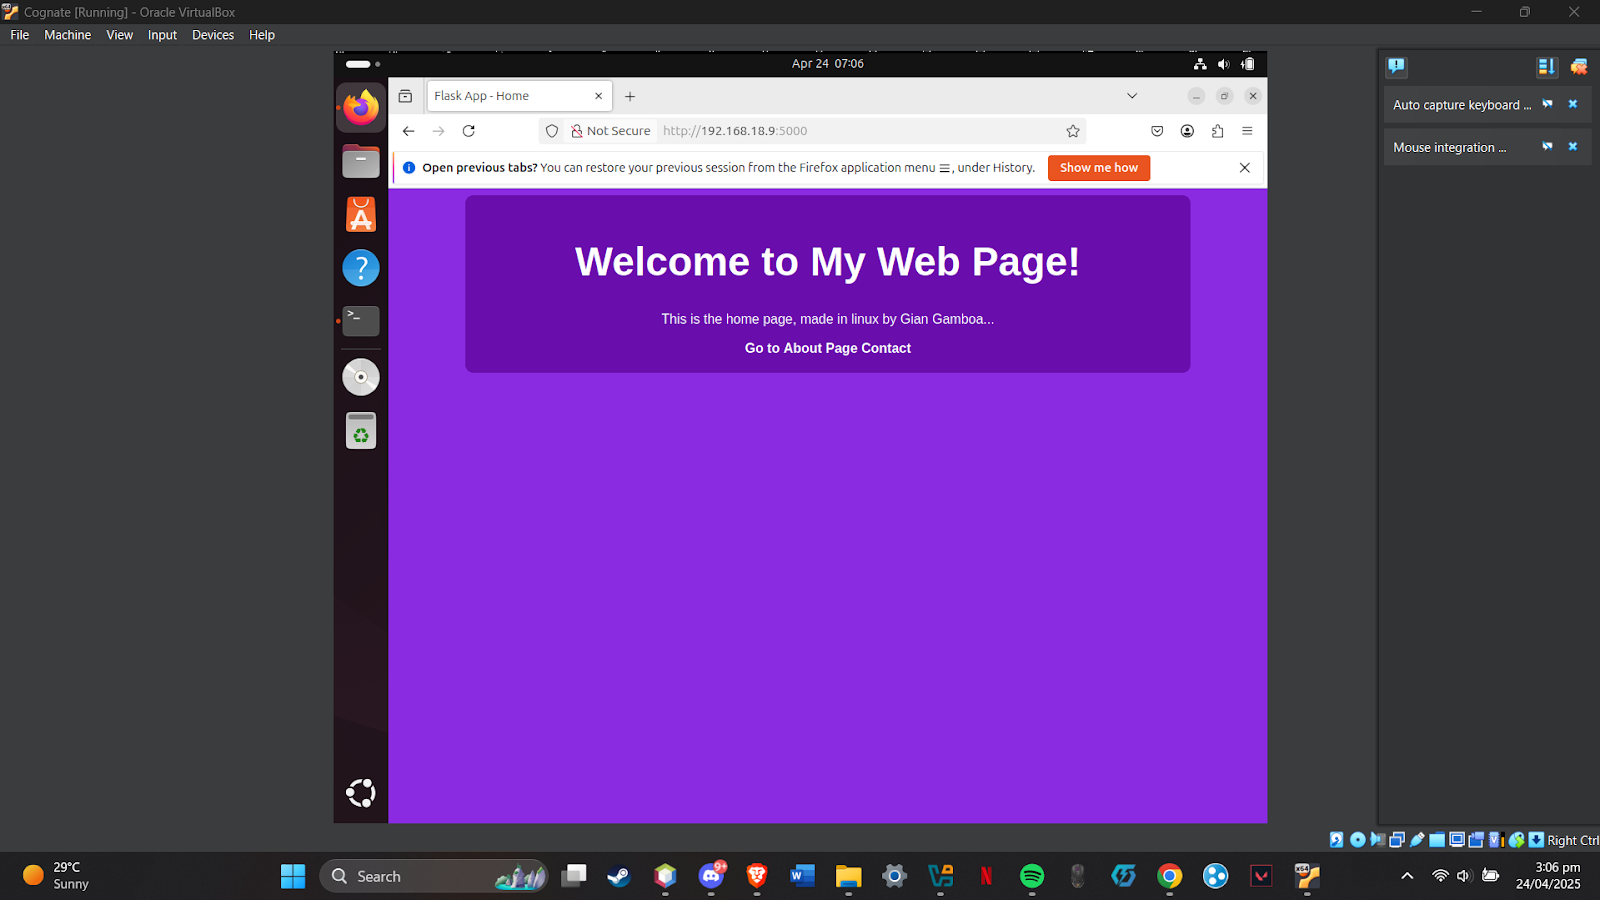 Cognate [Running] - Oracle VirtualBox
File Machine View Input Devices Help
Apr 24 07:06
Flask App - Home
Not Secure http://192.168.18.9:5000
Open previous tabs? You can restore your previous session from the Firefox application menu ☰, under History. Show me how
Welcome to My Web Page!
This is the home page, made in linux by Gian Gamboa...
Go to About Page Contact
Auto capture keyboard ...
Mouse integration ...
Right Ctrl
29°C
Sunny
Search
9+
3:06 pm
24/04/2025